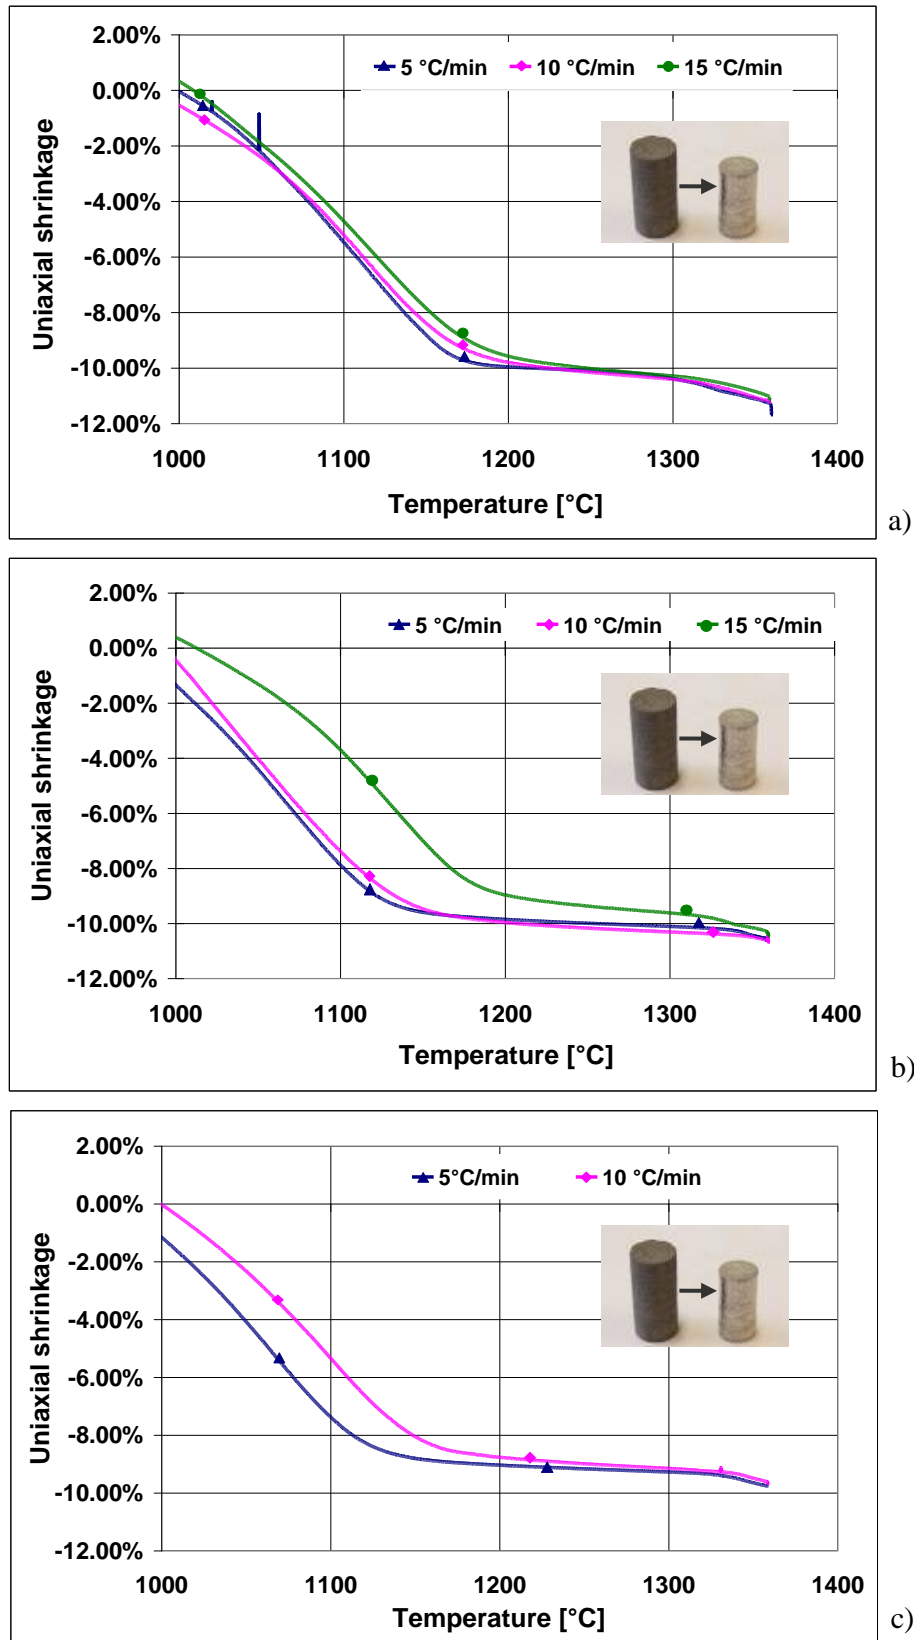 2.00%
5 °C/min 10 °C/min 15 °C/min
0.00%
-2.00%
-4.00%
-6.00%
-8.00%
-10.00%
-12.00%
Uniaxial shrinkage
1000 1100 1200 1300 1400
Temperature [°C]
a)
2.00%
5 °C/min 10 °C/min 15 °C/min
0.00%
-2.00%
-4.00%
-6.00%
-8.00%
-10.00%
-12.00%
Uniaxial shrinkage
1000 1100 1200 1300 1400
Temperature [°C]
b)
2.00%
5°C/min 10 °C/min
0.00%
-2.00%
-4.00%
-6.00%
-8.00%
-10.00%
-12.00%
Uniaxial shrinkage
1000 1100 1200 1300 1400
Temperature [°C]
c)